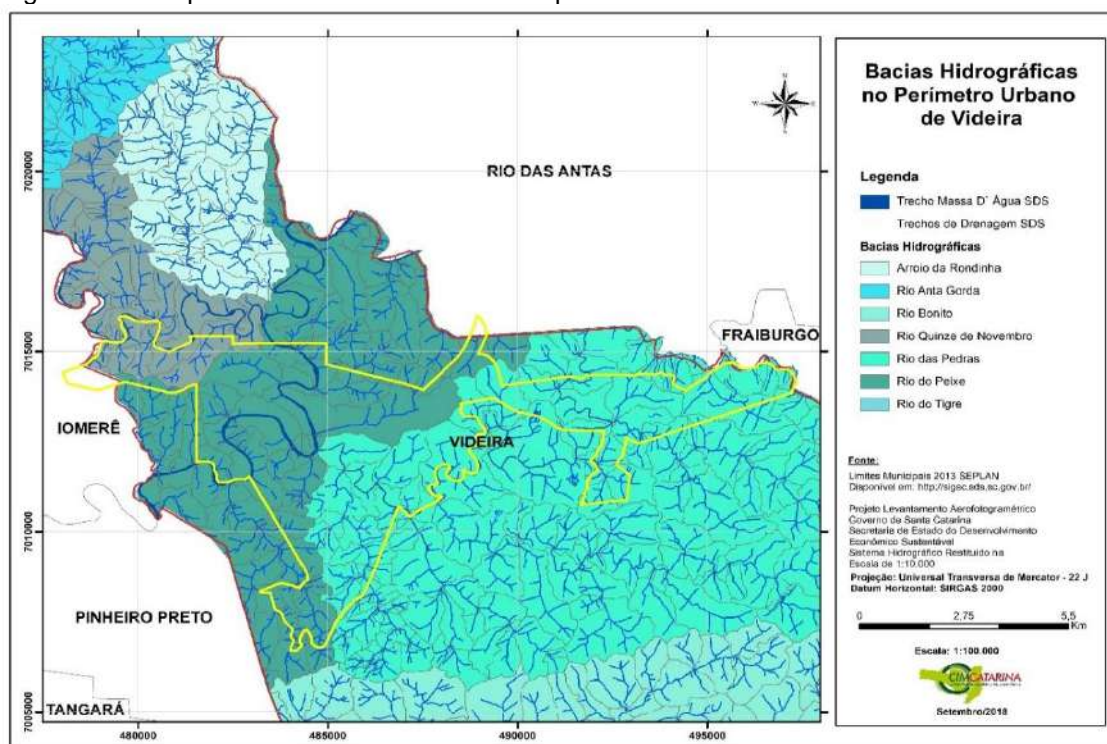 Bacias Hidrográficas
no Perímetro Urbano
de Videira
Legenda
Trecho Massa D´ Água SDS
Trechos de Drenagem SDS
Bacias Hidrográficas
Arroio da Rondinha
Rio Anta Gorda
Rio Bonito
Rio Quinze de Novembro
Rio das Pedras
Rio do Peixe
Rio do Tigre
Fonte:
Limites Municipais 2013 SEPLAN
Disponível em: http://sigsc.sds.sc.gov.br/
Projeto Levantamento Aerofotogramétrico
Governo de Santa Catarina
Secretaria de Estado do Desenvolvimento
Econômico Sustentável
Sistema Hidrográfico Restituído na
Escala de 1:10.000
Projeção: Universal Transversa de Mercator - 22 J
Datum Horizontal: SIRGAS 2000
0 2,75 5,5
Km
Escala: 1:100.000
CIMCATARINA
Setembro/2018
N
RIO DAS ANTAS
FRAIBURGO
IOMERÊ
VIDEIRA
PINHEIRO PRETO
TANGARÁ
7020000
7015000
7010000
7005000
480000 485000 490000 495000